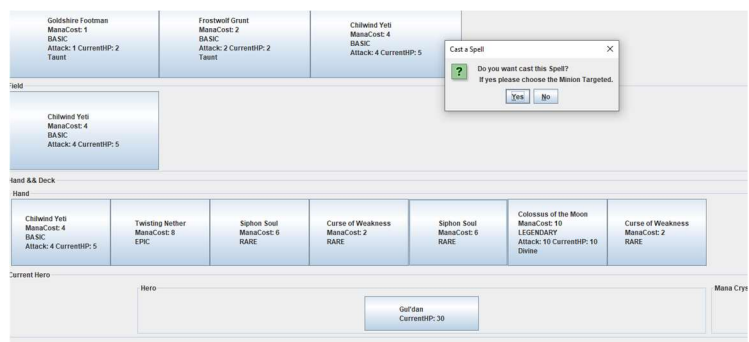 Goldshire Footman
ManaCost: 1
BASIC
Attack: 1 CurrentHP: 2
Taunt
Frostwolf Grunt
ManaCost: 2
BASIC
Attack: 2 CurrentHP: 2
Taunt
Chilwind Yeti
ManaCost: 4
BASIC
Attack: 4 CurrentHP: 5
Cast a Spell
Do you want cast this Spell?
If yes please choose the Minion Targeted.
Yes
No
Field
Chilwind Yeti
ManaCost: 4
BASIC
Attack: 4 CurrentHP: 5
Hand && Deck
Hand
Chilwind Yeti
ManaCost: 4
BASIC
Attack: 4 CurrentHP: 5
Twisting Nether
ManaCost: 8
EPIC
Siphon Soul
ManaCost: 6
RARE
Curse of Weakness
ManaCost: 2
RARE
Siphon Soul
ManaCost: 6
RARE
Colossus of the Moon
ManaCost: 10
LEGENDARY
Attack: 10 CurrentHP: 10
Divine
Curse of Weakness
ManaCost: 2
RARE
Current Hero
Hero
Gul'dan
CurrentHP: 30
Mana Crys